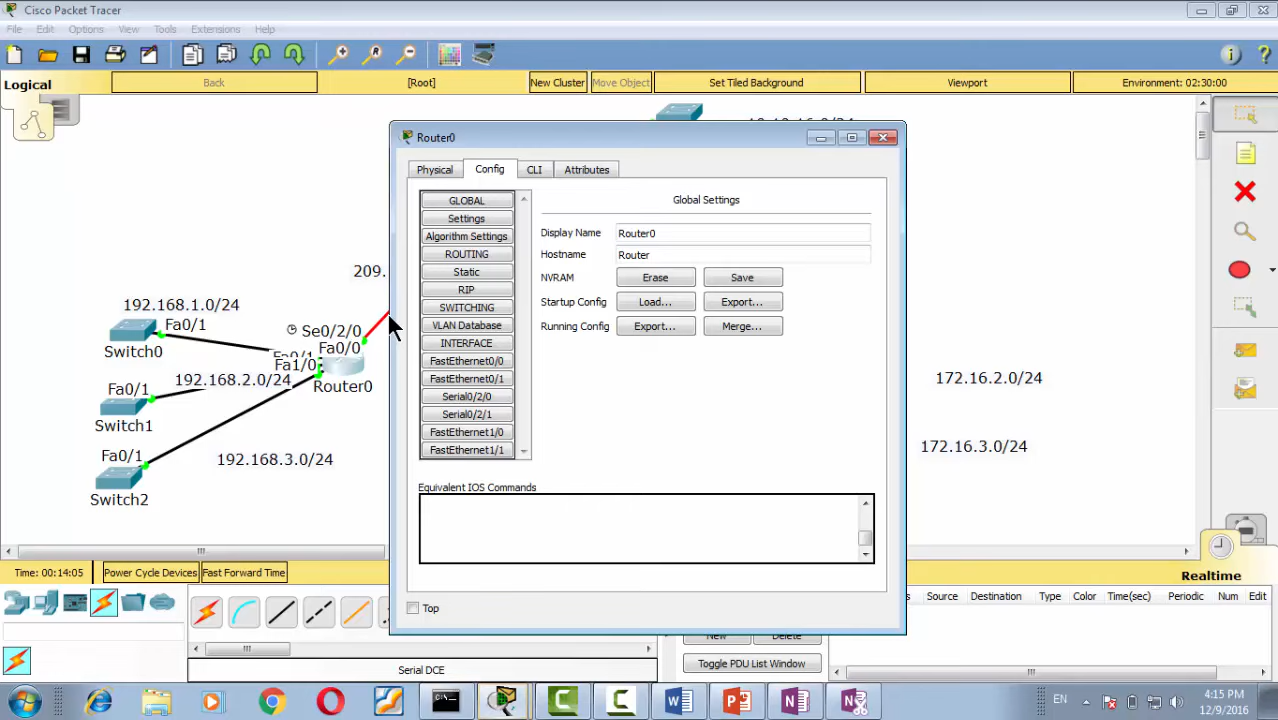 Cisco Packet Tracer
File Edit Options View Tools Extensions Help
Logical
Back
[Root]
New Cluster
Move Object
Set Tiled Background
Viewport
Environment: 02:30:00
Router0
Physical
Config
CLI
Attributes
GLOBAL
Settings
Algorithm Settings
ROUTING
Static
RIP
SWITCHING
VLAN Database
INTERFACE
FastEthernet0/0
FastEthernet0/1
Serial0/2/0
Serial0/2/1
FastEthernet1/0
FastEthernet1/1
Global Settings
Display Name Router0
Hostname Router
NVRAM Erase Save
Startup Config Load... Export...
Running Config Export... Merge...
Equivalent IOS Commands
Top
209.
192.168.1.0/24
Fa0/1
Switch0
Se0/2/0
Fa0/0
Fa1/0
Router0
Fa0/1
192.168.2.0/24
Switch1
Fa0/1
192.168.3.0/24
Switch2
172.16.2.0/24
172.16.3.0/24
Time: 00:14:05
Power Cycle Devices
Fast Forward Time
Realtime
Source Destination Type Color Time(sec) Periodic Num Edit
New
Delete
Toggle PDU List Window
Serial DCE
EN
4:15 PM
12/9/2016